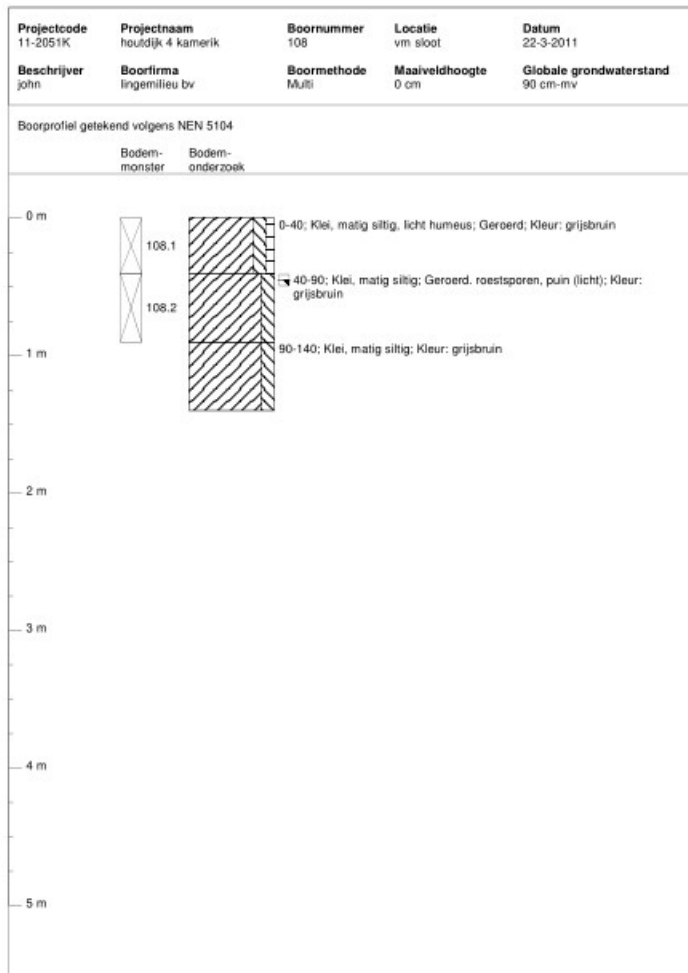 Projectcode Projectnaam Boornummer Locatie Datum
11-2051K houtdijk 4 kamerik 108 vm sloot 22-3-2011
Beschrijver Boorfirma Boormethode Maaiveldhoogte Globale grondwaterstand
john lingemilieu bv Multi 0 cm 90 cm-mv
Boorprofiel getekend volgens NEN 5104
Bodem- Bodem-
monster onderzoek
0 m
0-40; Klei, matig siltig, licht humeus; Geroerd; Kleur: grijsbruin
108.1
40-90; Klei, matig siltig; Geroerd. roestsporen, puin (licht); Kleur:
grijsbruin
108.2
90-140; Klei, matig siltig; Kleur: grijsbruin
1 m
2 m
3 m
4 m
5 m